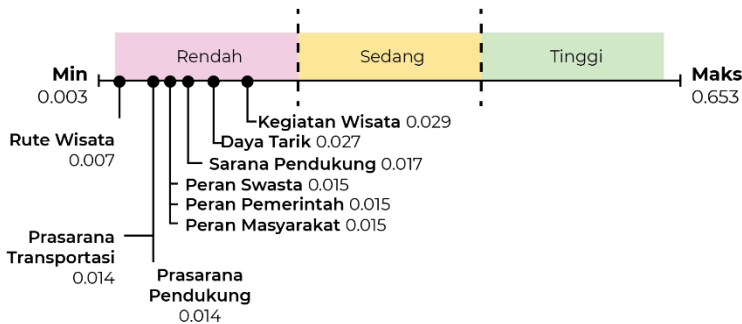 Rendah
Sedang
Tinggi
Min
0.003
Maks
0.653
Kegiatan Wisata 0.029
Daya Tarik 0.027
Rute Wisata
0.007
Sarana Pendukung 0.017
Peran Swasta 0.015
Peran Pemerintah 0.015
Peran Masyarakat 0.015
Prasarana
Transportasi
0.014
Prasarana
Pendukung
0.014